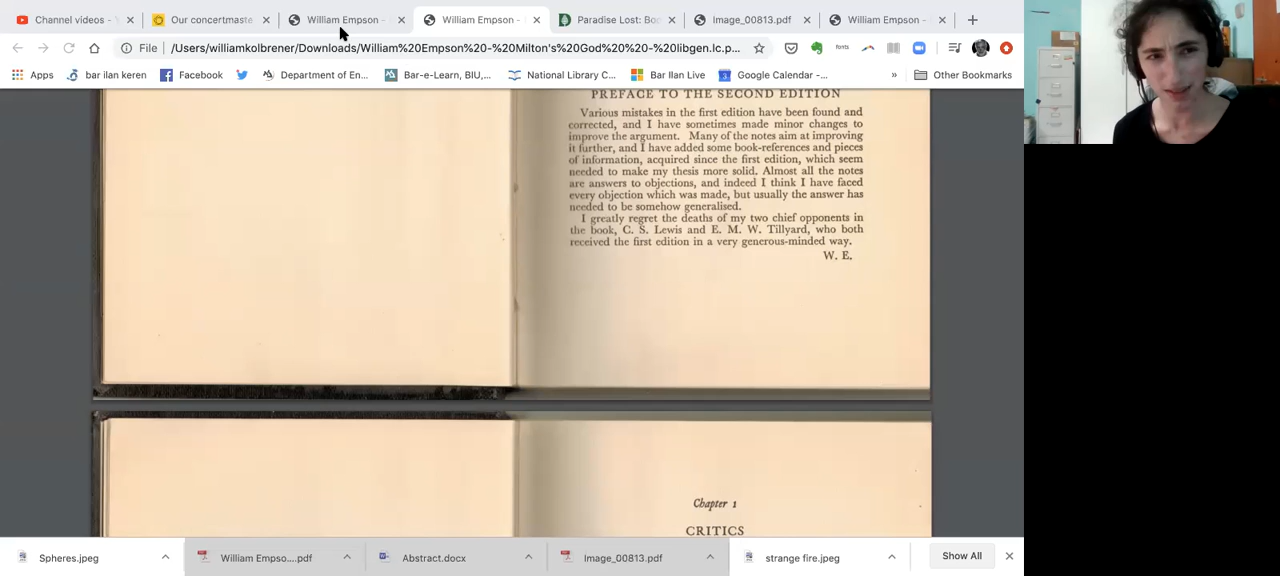 Channel videos - Y
Our concertmaste
William Empson -
William Empson -
Paradise Lost: Boo
Image_00813.pdf
William Empson -
File
/Users/williamkolbrener/Downloads/William%20Empson%20-%20Milton's%20God%20%20-%20libgen.lc.p...
Apps
bar ilan keren
Facebook
Department of En...
Bar-e-Learn, BIU,...
National Library C...
Bar Ilan Live
Google Calendar -...
»
Other Bookmarks
PREFACE TO THE SECOND EDITION
Various mistakes in the first edition have been found and
corrected, and I have sometimes made minor changes to
improve the argument. Many of the notes aim at improving
it further, and I have added some book-references and pieces
of information, acquired since the first edition, which seem
needed to make my thesis more solid. Almost all the notes
are answers to objections, and indeed I think I have faced
every objection which was made, but usually the answer has
needed to be somehow generalised.
I greatly regret the deaths of my two chief opponents in
the book, C. S. Lewis and E. M. W. Tillyard, who both
received the first edition in a very generous-minded way.
W. E.
Chapter 1
CRITICS
Spheres.jpeg
William Empso....pdf
Abstract.docx
Image_00813.pdf
strange fire.jpeg
Show All